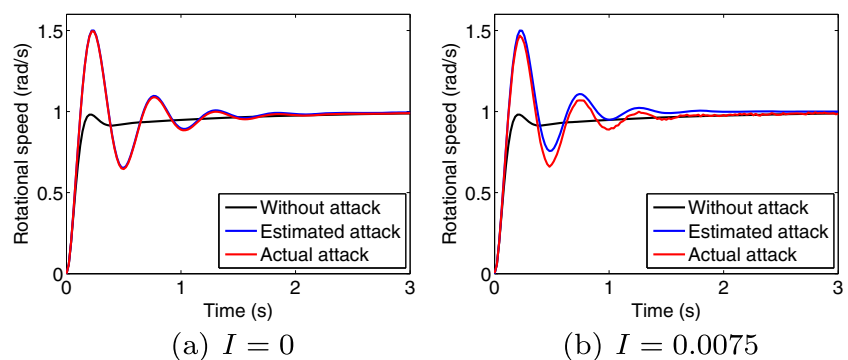 1.5
1
0.5
0
Rotational speed (rad/s)
Without attack
Estimated attack
Actual attack
0 1 2 3
Time (s)
(a) I = 0
1.5
1
0.5
0
Rotational speed (rad/s)
Without attack
Estimated attack
Actual attack
0 1 2 3
Time (s)
(b) I = 0.0075